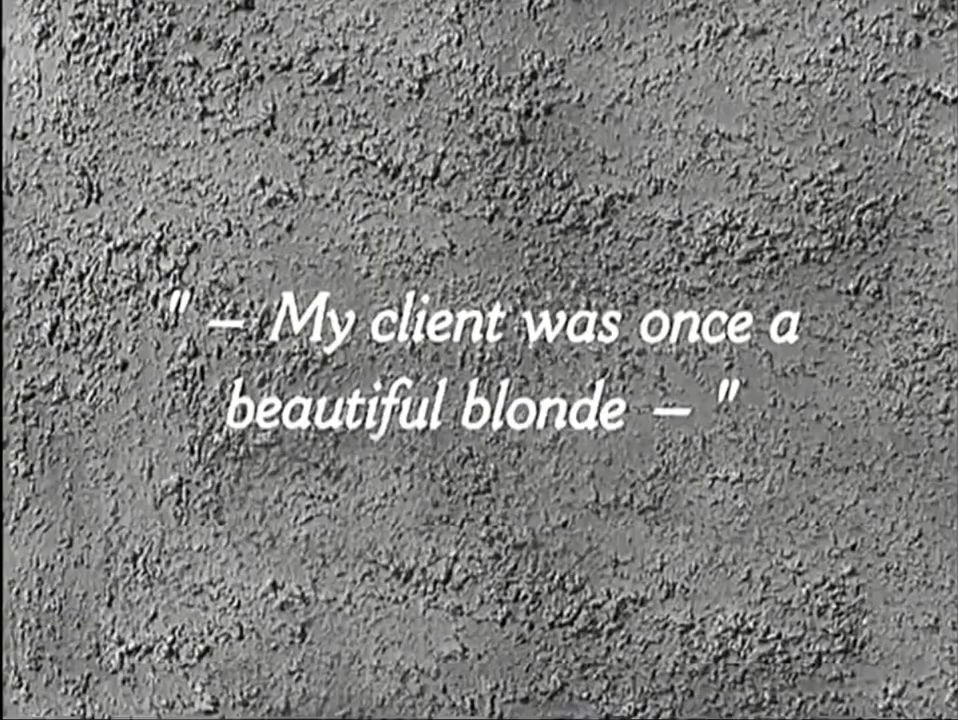 " – My client was once a
beautiful blonde – "